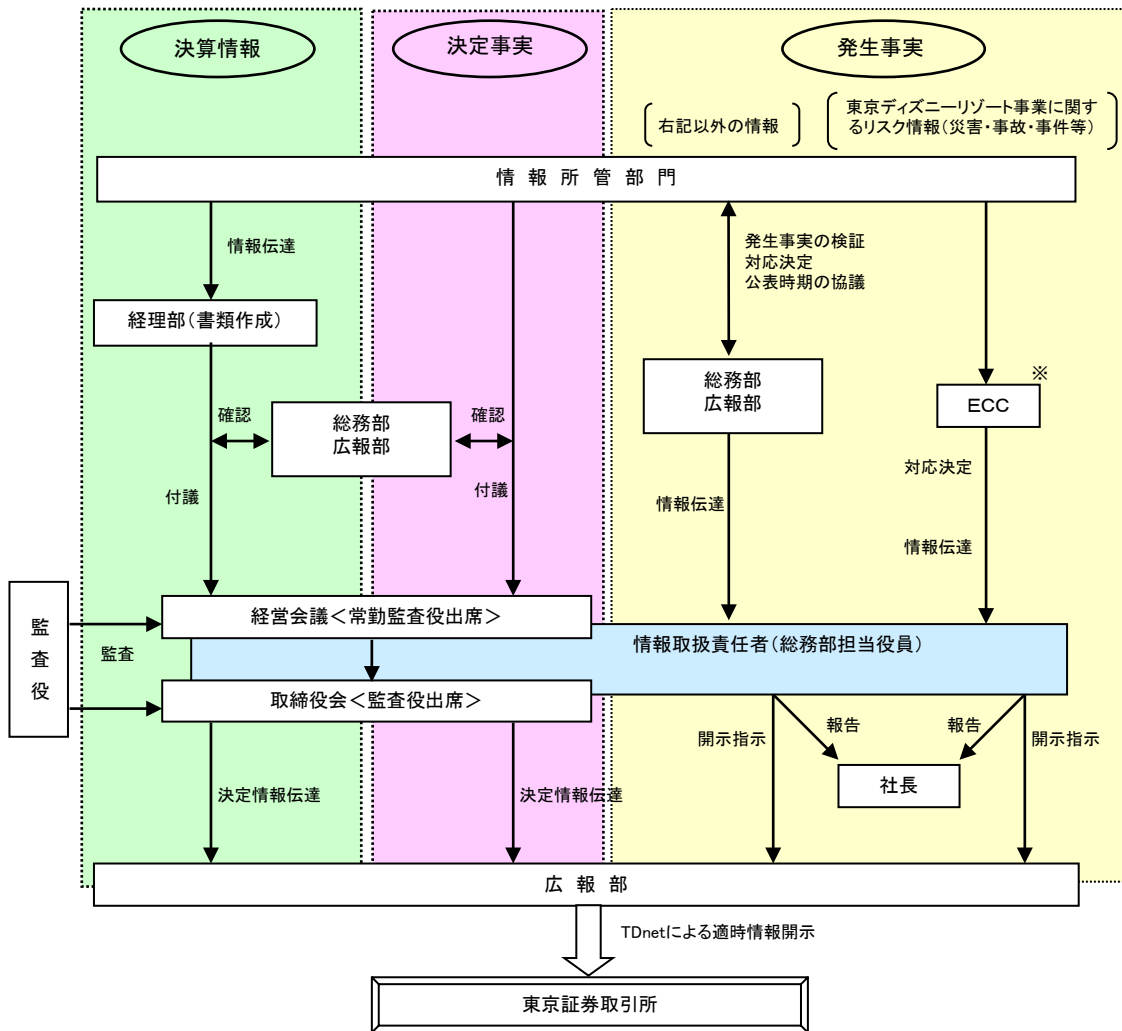 決算情報
決定事実
発生事実
右記以外の情報
東京ディズニーリゾート事業に関す
るリスク情報（災害・事故・事件等）
情報所管部門
情報伝達
発生事実の検証
対応決定
公表時期の協議
経理部（書類作成）
確認
総務部
広報部
確認
総務部
広報部
※
ECC
付議
付議
情報伝達
対応決定
情報伝達
監査役
監査
経営会議＜常勤監査役出席＞
情報取扱責任者（総務部担当役員）
取締役会＜監査役出席＞
開示指示
報告
報告
開示指示
社長
決定情報伝達
決定情報伝達
広報部
TDnetによる適時情報開示
東京証券取引所